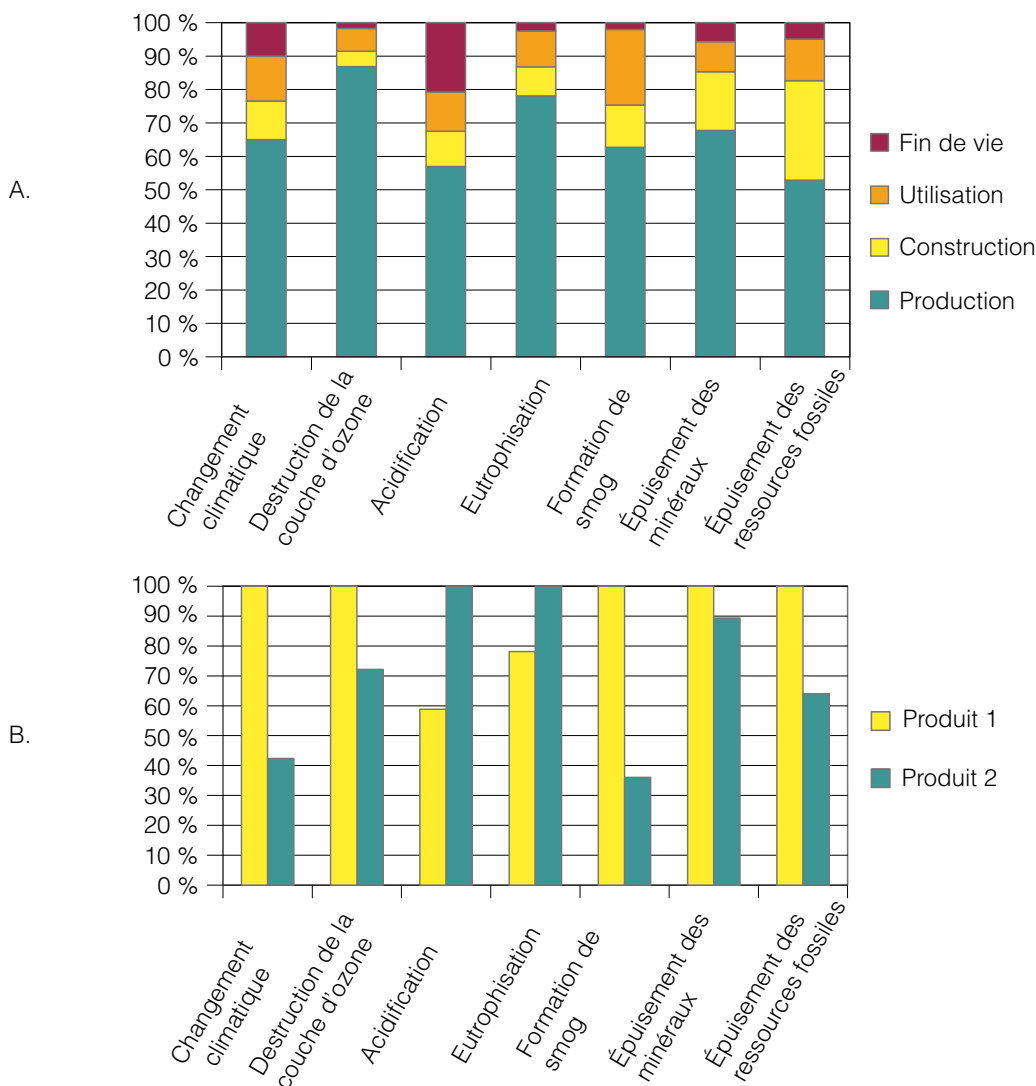 A.
100 %
90 %
80 %
70 %
60 %
50 %
40 %
30 %
20 %
10 %
0 %
Changement
climatique
Destruction de la
couche d'ozone
Acidification
Eutrophisation
Formation de
smog
Épuisement des
minéraux
Épuisement des
ressources fossiles
Fin de vie
Utilisation
Construction
Production
B.
100 %
90 %
80 %
70 %
60 %
50 %
40 %
30 %
20 %
10 %
0 %
Changement
climatique
Destruction de la
couche d'ozone
Acidification
Eutrophisation
Formation de
smog
Épuisement des
minéraux
Épuisement des
ressources fossiles
Produit 1
Produit 2